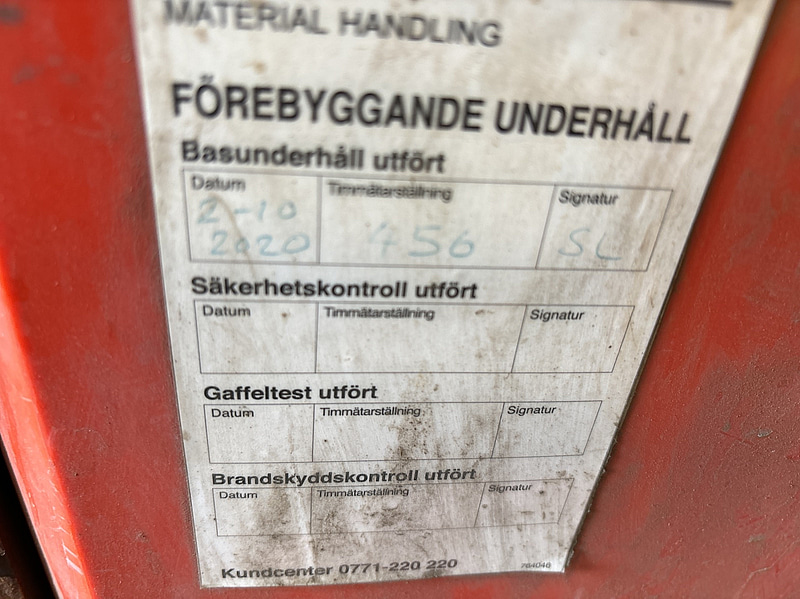 MATERIAL HANDLING
FÖREBYGGANDE UNDERHÅLL
Basunderhåll utfört
Datum Timmätarställning Signatur
2-10
2020 456 SL
Säkerhetskontroll utfört
Datum Timmätarställning Signatur
Gaffeltest utfört
Datum Timmätarställning Signatur
Brandskyddskontroll utfört
Datum Timmätarställning Signatur
Kundcenter 0771-220 220